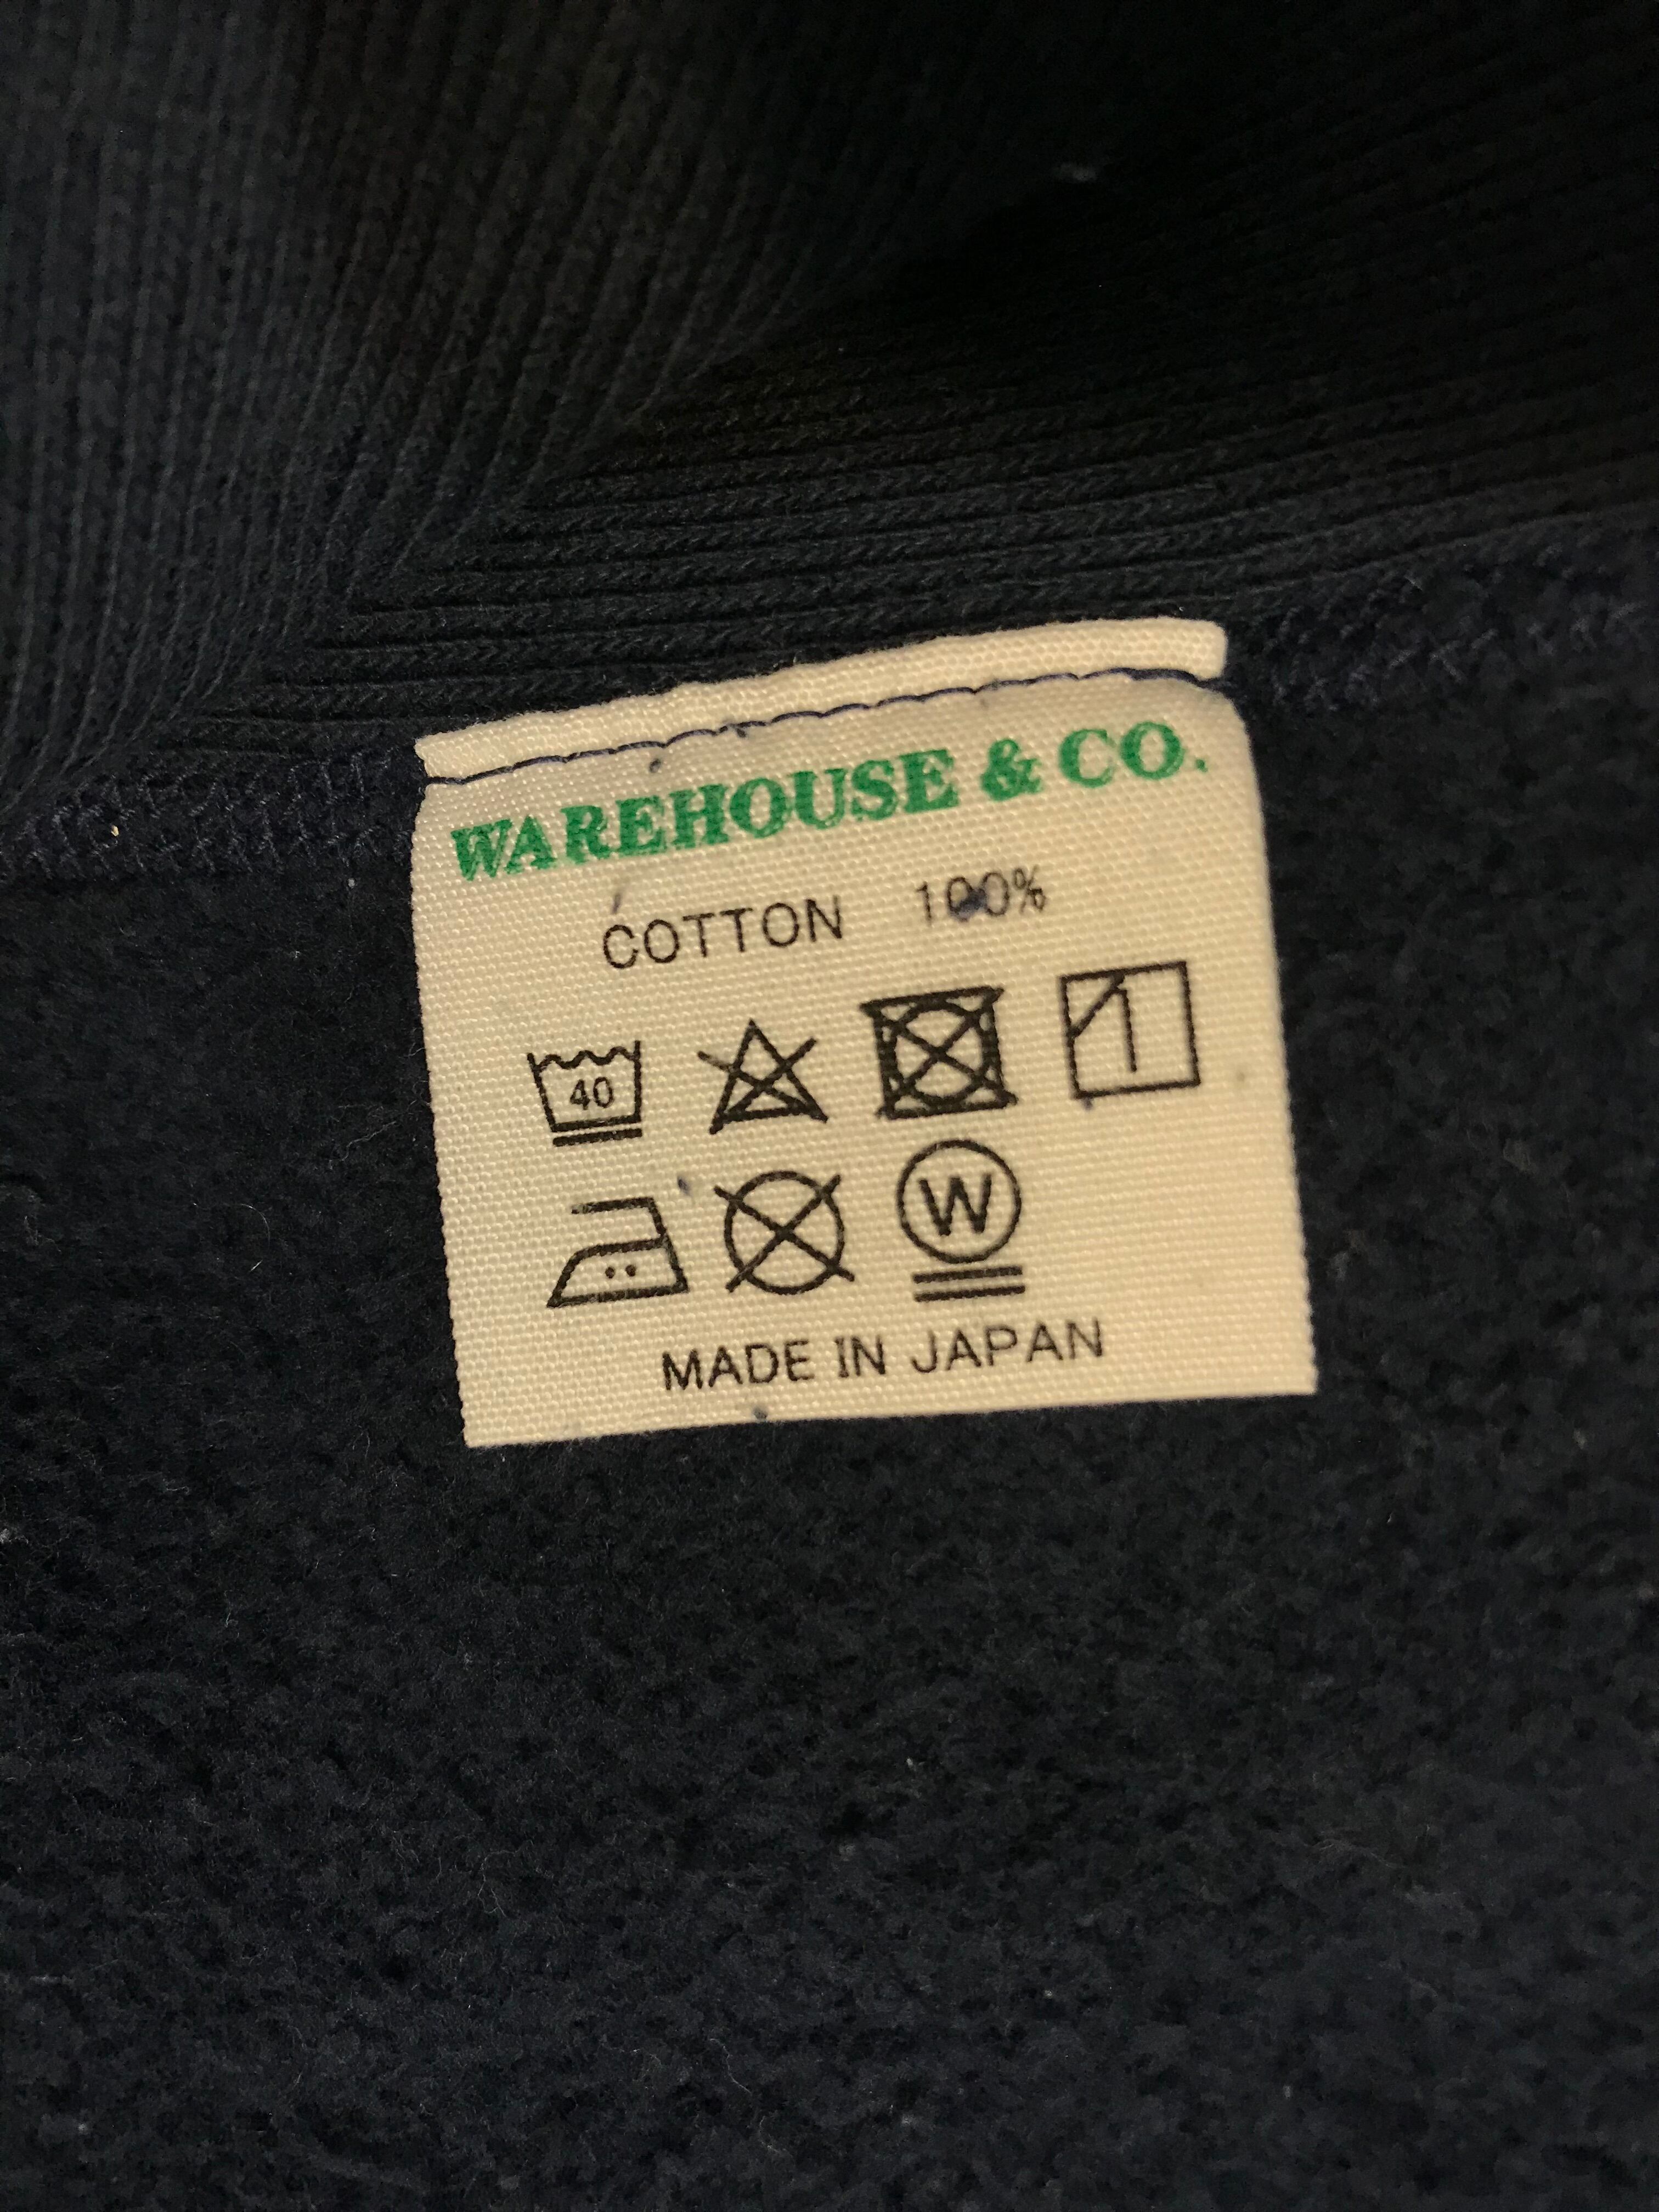 WAREHOUSE & CO.
COTTON 100%
40
W
MADE IN JAPAN